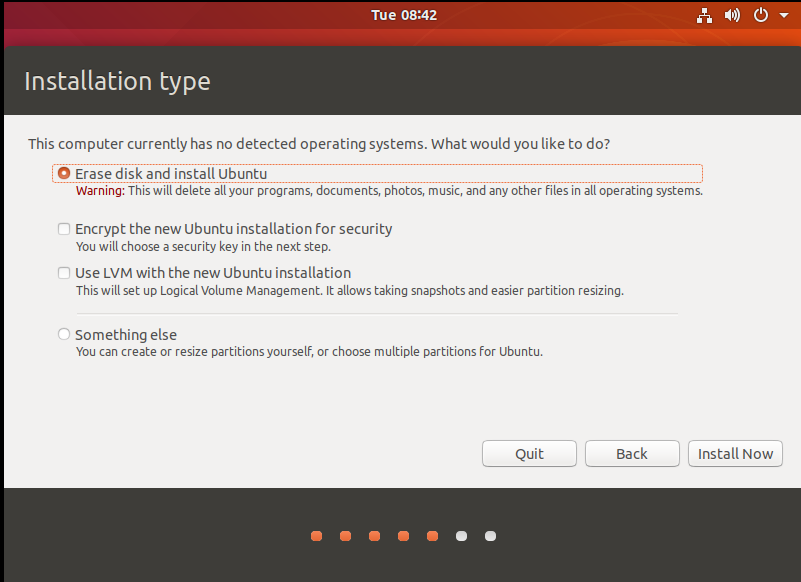 Tue 08:42
Installation type
This computer currently has no detected operating systems. What would you like to do?
Erase disk and install Ubuntu
Warning: This will delete all your programs, documents, photos, music, and any other files in all operating systems.
Encrypt the new Ubuntu installation for security
You will choose a security key in the next step.
Use LVM with the new Ubuntu installation
This will set up Logical Volume Management. It allows taking snapshots and easier partition resizing.
Something else
You can create or resize partitions yourself, or choose multiple partitions for Ubuntu.
Quit Back Install Now